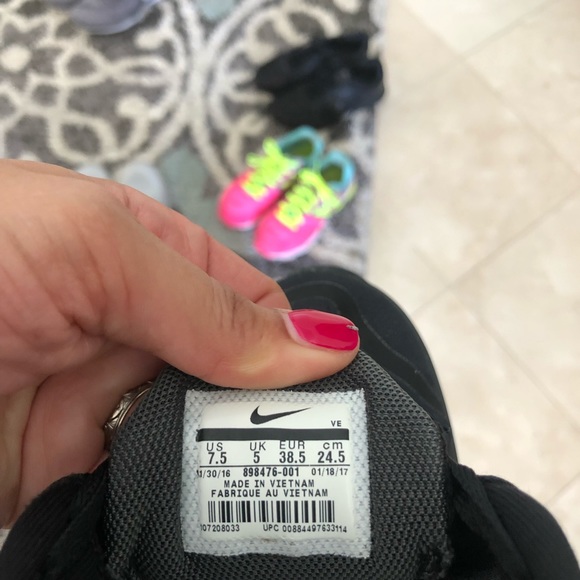 VE
US UK EUR cm
7.5 5 38.5 24.5
11/30/16 898476-001 01/18/17
MADE IN VIETNAM
FABRIQUE AU VIETNAM
UPC 00884497633114